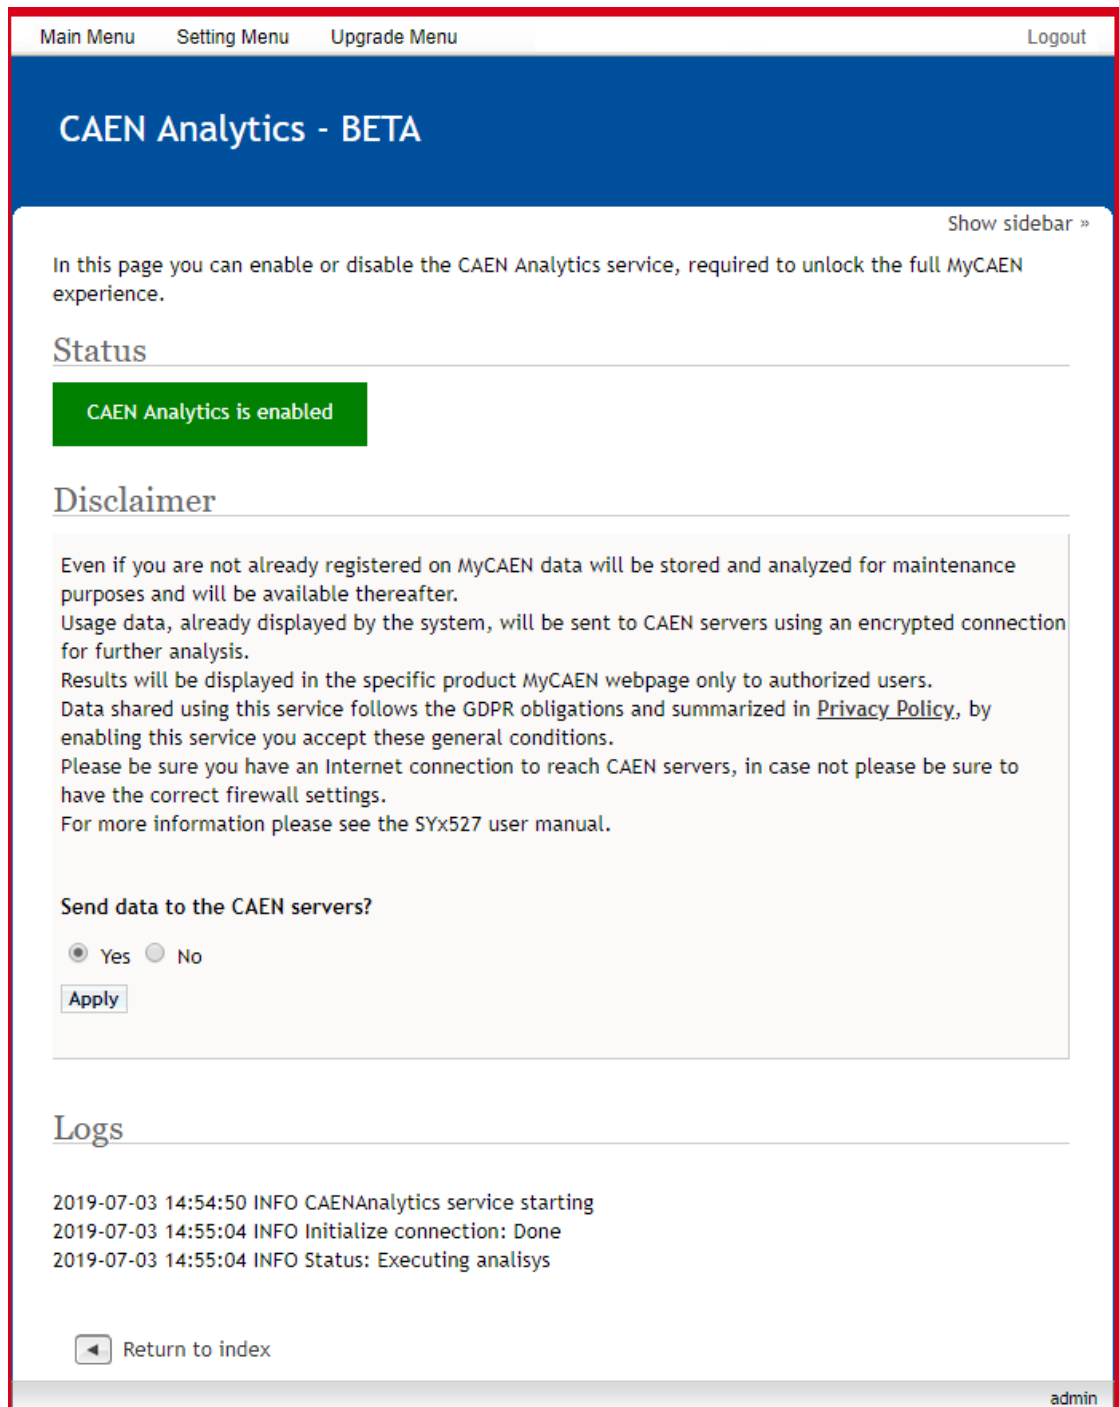 Main Menu Setting Menu Upgrade Menu Logout
CAEN Analytics - BETA
Show sidebar »
In this page you can enable or disable the CAEN Analytics service, required to unlock the full MyCAEN
experience.
Status
CAEN Analytics is enabled
Disclaimer
Even if you are not already registered on MyCAEN data will be stored and analyzed for maintenance
purposes and will be available thereafter.
Usage data, already displayed by the system, will be sent to CAEN servers using an encrypted connection
for further analysis.
Results will be displayed in the specific product MyCAEN webpage only to authorized users.
Data shared using this service follows the GDPR obligations and summarized in Privacy Policy, by
enabling this service you accept these general conditions.
Please be sure you have an Internet connection to reach CAEN servers, in case not please be sure to
have the correct firewall settings.
For more information please see the SYx527 user manual.
Send data to the CAEN servers?
Yes No
Apply
Logs
2019-07-03 14:54:50 INFO CAENAnalytics service starting
2019-07-03 14:55:04 INFO Initialize connection: Done
2019-07-03 14:55:04 INFO Status: Executing analisys
Return to index
admin